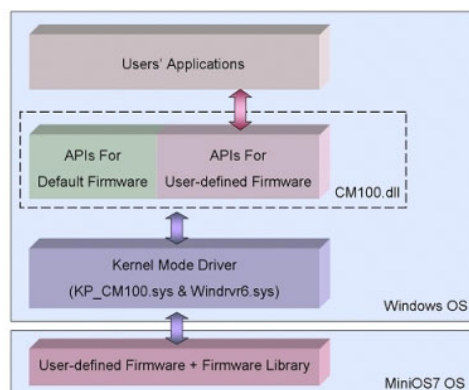 Users' Applications
APIs For
Default Firmware
APIs For
User-defined Firmware
CM100.dll
Kernel Mode Driver
(KP_CM100.sys & Windrvr6.sys)
Windows OS
User-defined Firmware + Firmware Library
MiniOS7 OS